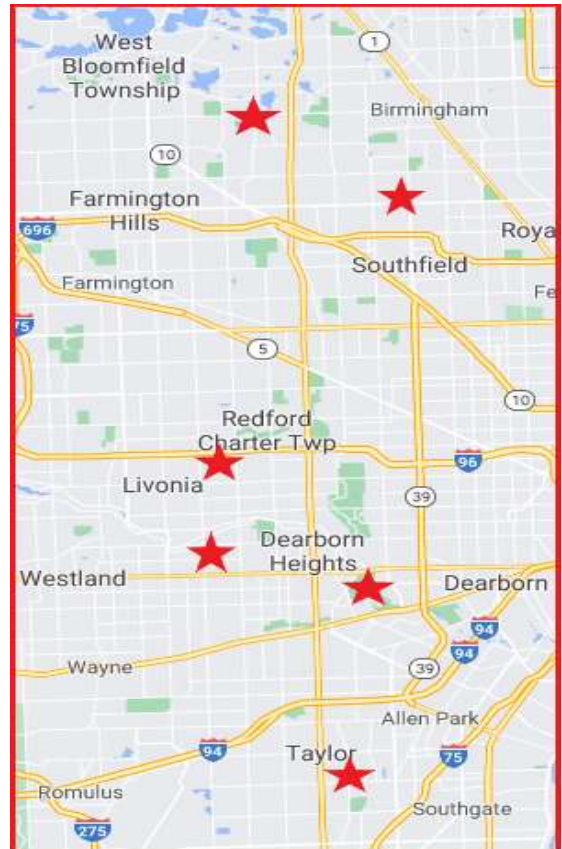 West
Bloomfield
Township
1
Birmingham
10
Farmington
Hills
696
Roya
Southfield
Farmington
Fe
75
5
10
Redford
Charter Twp
96
Livonia
39
Dearborn
Heights
Westland
Dearborn
94
94
Wayne
39
Allen Park
94
Taylor
75
Romulus
Southgate
275